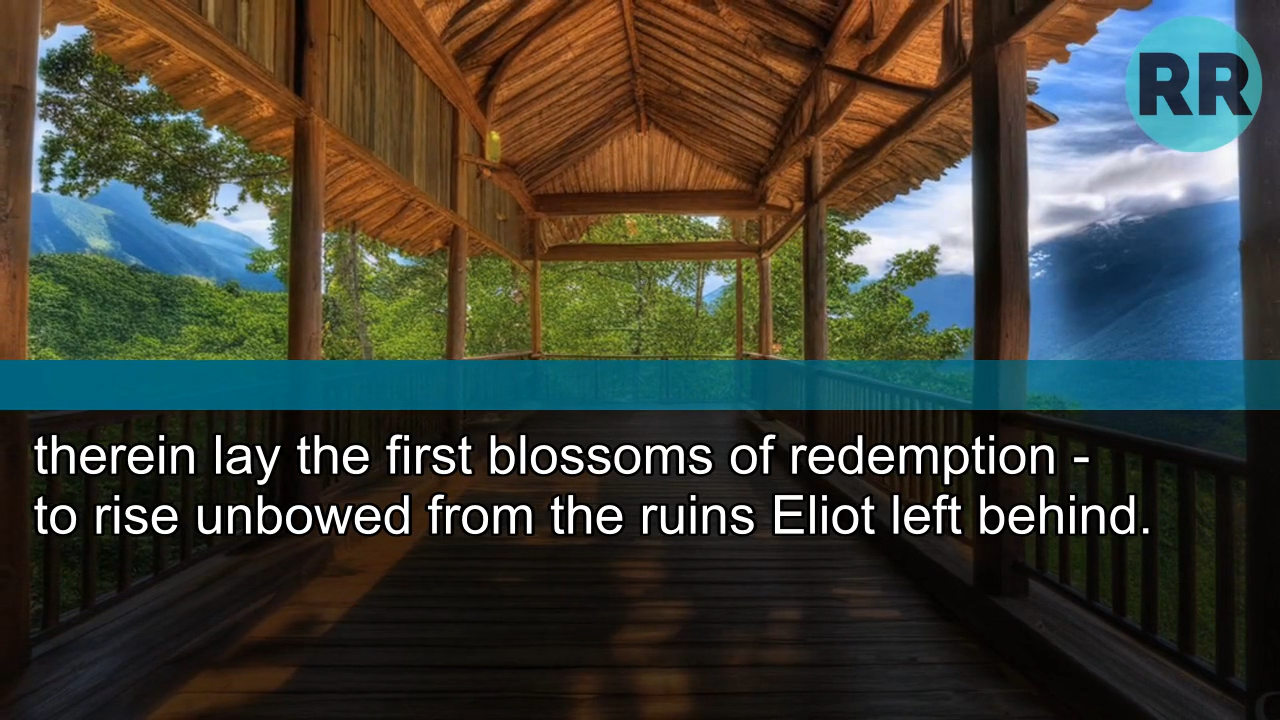 RR
therein lay the first blossoms of redemption -
to rise unbowed from the ruins Eliot left behind.